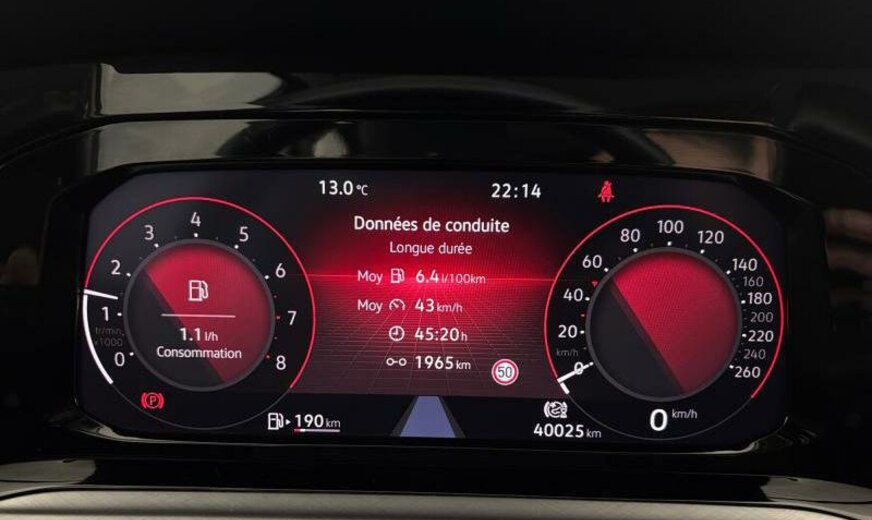 13.0 °C
22:14
Données de conduite
Longue durée
Moy 6.4 l/100km
Moy 43 km/h
45:20 h
1965 km
50
0
1
2
3
4
5
6
7
8
tr/min
x1000
1.1 l/h
Consommation
(P)
190 km
0
20
40
60
80
100
120
140
160
180
200
220
240
260
km/h
0 km/h
40025 km